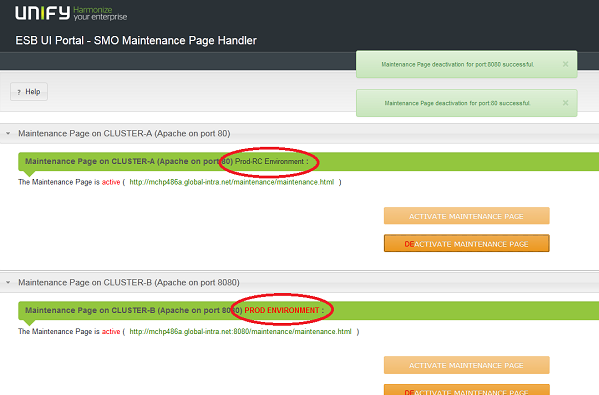 UNIFY Harmonize
your enterprise
ESB UI Portal - SMO Maintenance Page Handler
Maintenance Page deactivation for port:8080 successful. ×
? Help
Maintenance Page deactivation for port:80 successful. ×
Maintenance Page on CLUSTER-A (Apache on port 80)
Maintenance Page on CLUSTER-A (Apache on port 80) Prod-RC Environment :
The Maintenance Page is active ( http://mchp486a.global-intra.net/maintenance/maintenance.html )
ACTIVATE MAINTENANCE PAGE
DEACTIVATE MAINTENANCE PAGE
Maintenance Page on CLUSTER-B (Apache on port 8080)
Maintenance Page on CLUSTER-B (Apache on port 8080) PROD ENVIRONMENT :
The Maintenance Page is active ( http://mchp486a.global-intra.net:8080/maintenance/maintenance.html )
ACTIVATE MAINTENANCE PAGE
DEACTIVATE MAINTENANCE PAGE